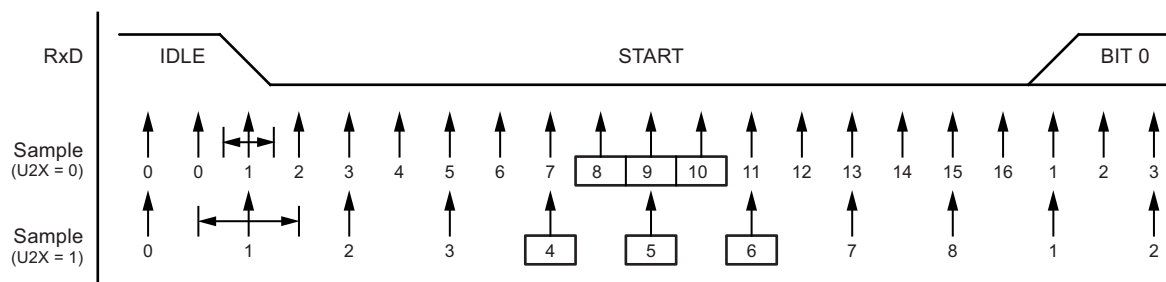 RxD IDLE START BIT 0
Sample
(U2X = 0)
0 0 1 2 3 4 5 6 7 8 9 10 11 12 13 14 15 16 1 2 3
Sample
(U2X = 1)
0 1 2 3 4 5 6 7 8 1 2